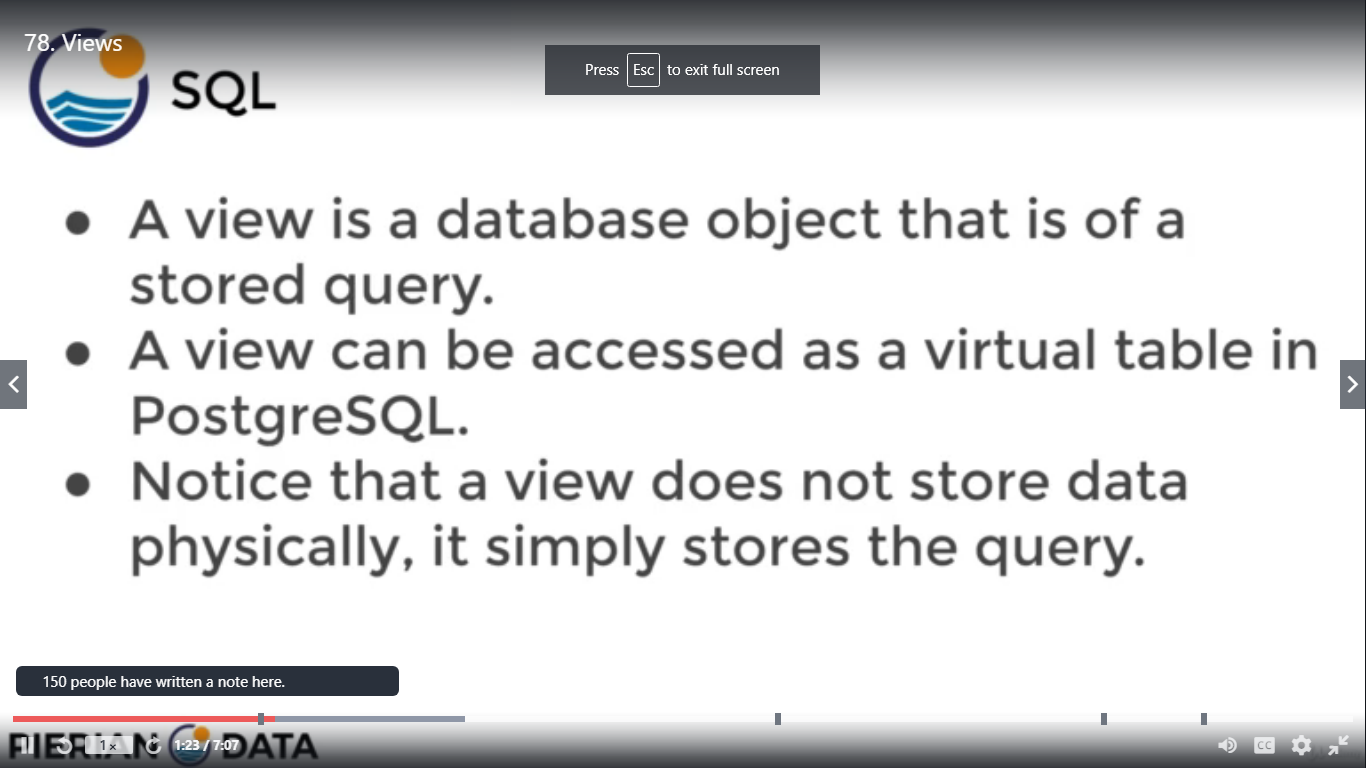 78. Views
SQL
Press Esc to exit full screen
● A view is a database object that is of a
stored query.
● A view can be accessed as a virtual table in
PostgreSQL.
● Notice that a view does not store data
physically, it simply stores the query.
150 people have written a note here.
PIERIAN DATA
1x
1:23 / 7:07
CC